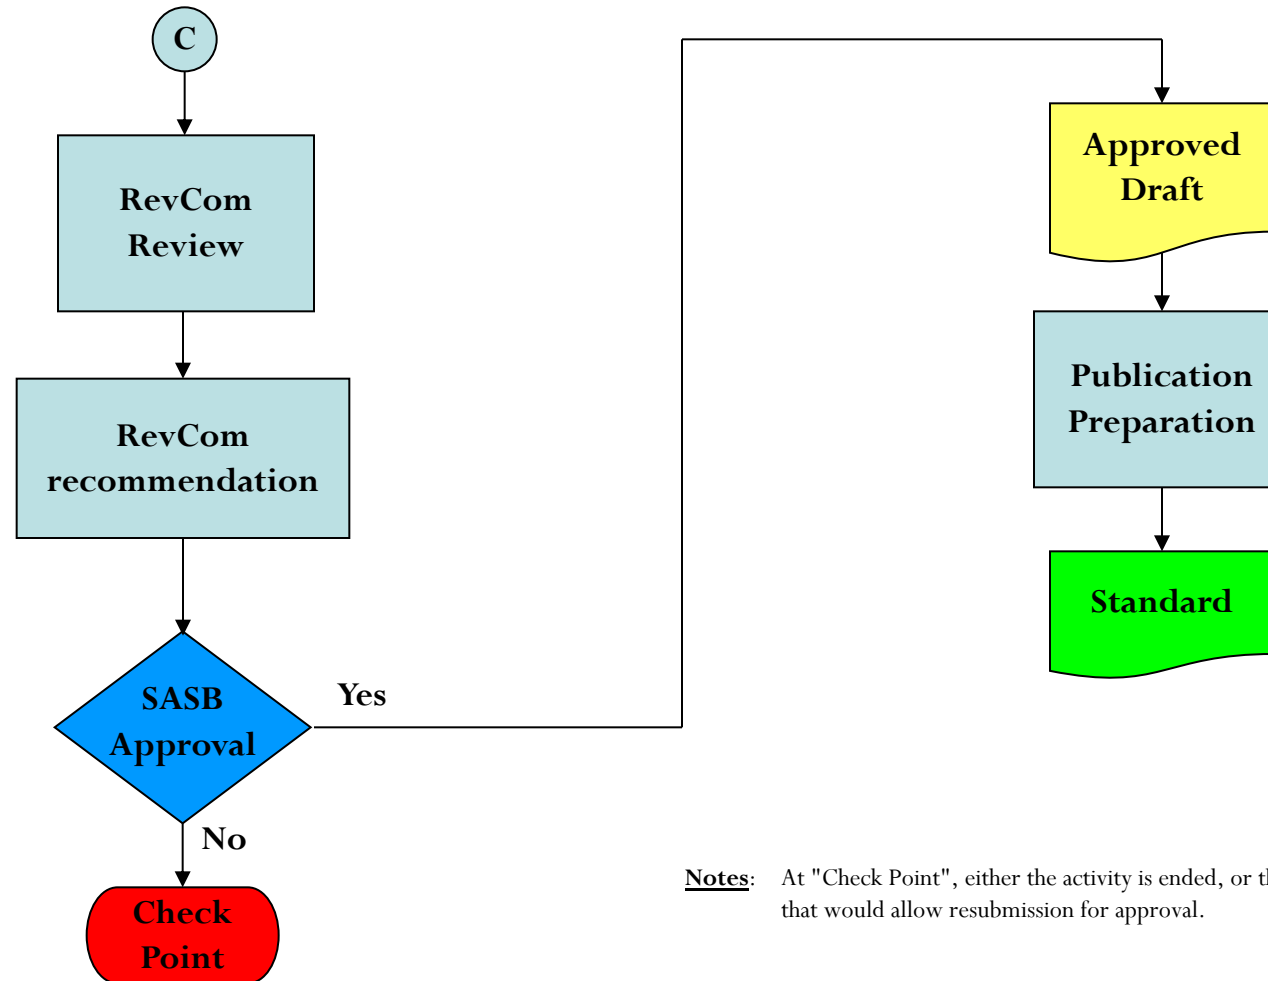 C
RevCom
Review
RevCom
recommendation
SASB
Approval
Yes
No
Check
Point
Approved
Draft
Publication
Preparation
Standard
Notes: At "Check Point", either the activity is ended, or
that would allow resubmission for approval.